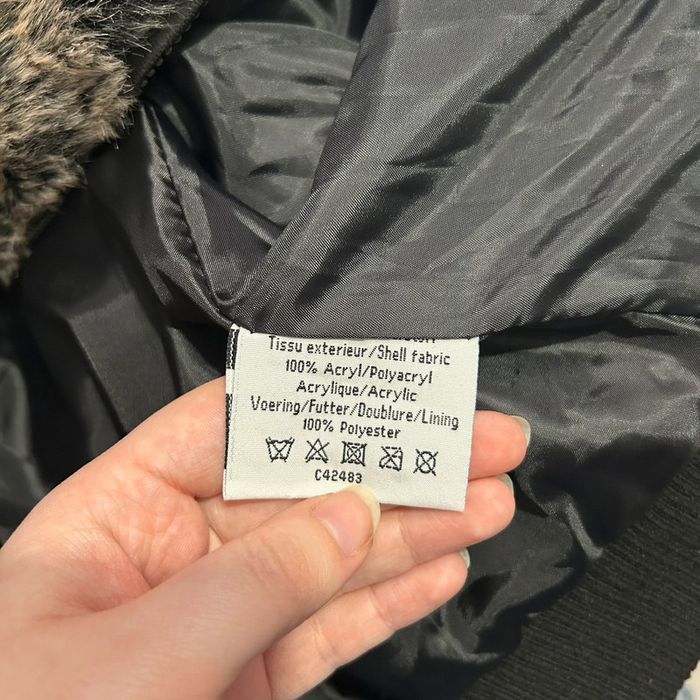 Tissu exterieur/Shell fabric
100% Acryl/Polyacryl
Acrylique/Acrylic
Voering/Futter/Doublure/Lining
100% Polyester
C42483